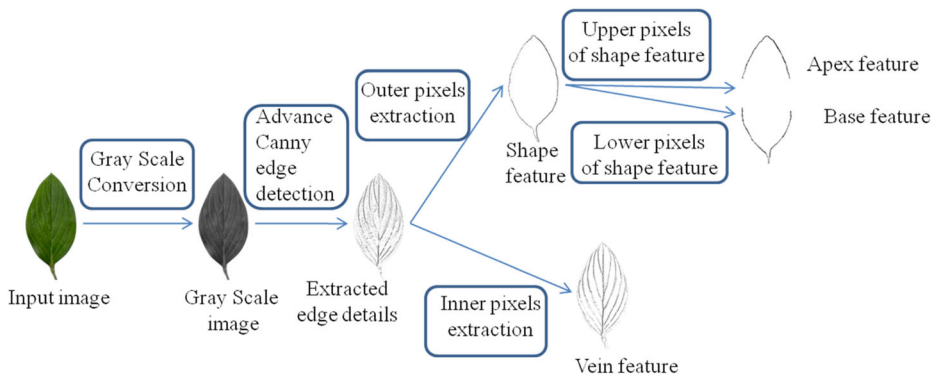 Gray Scale
Conversion
Advance
Canny
edge
detection
Outer pixels
extraction
Upper pixels
of shape feature
Lower pixels
of shape feature
Inner pixels
extraction
Input image
Gray Scale
image
Extracted
edge details
Shape
feature
Apex feature
Base feature
Vein feature